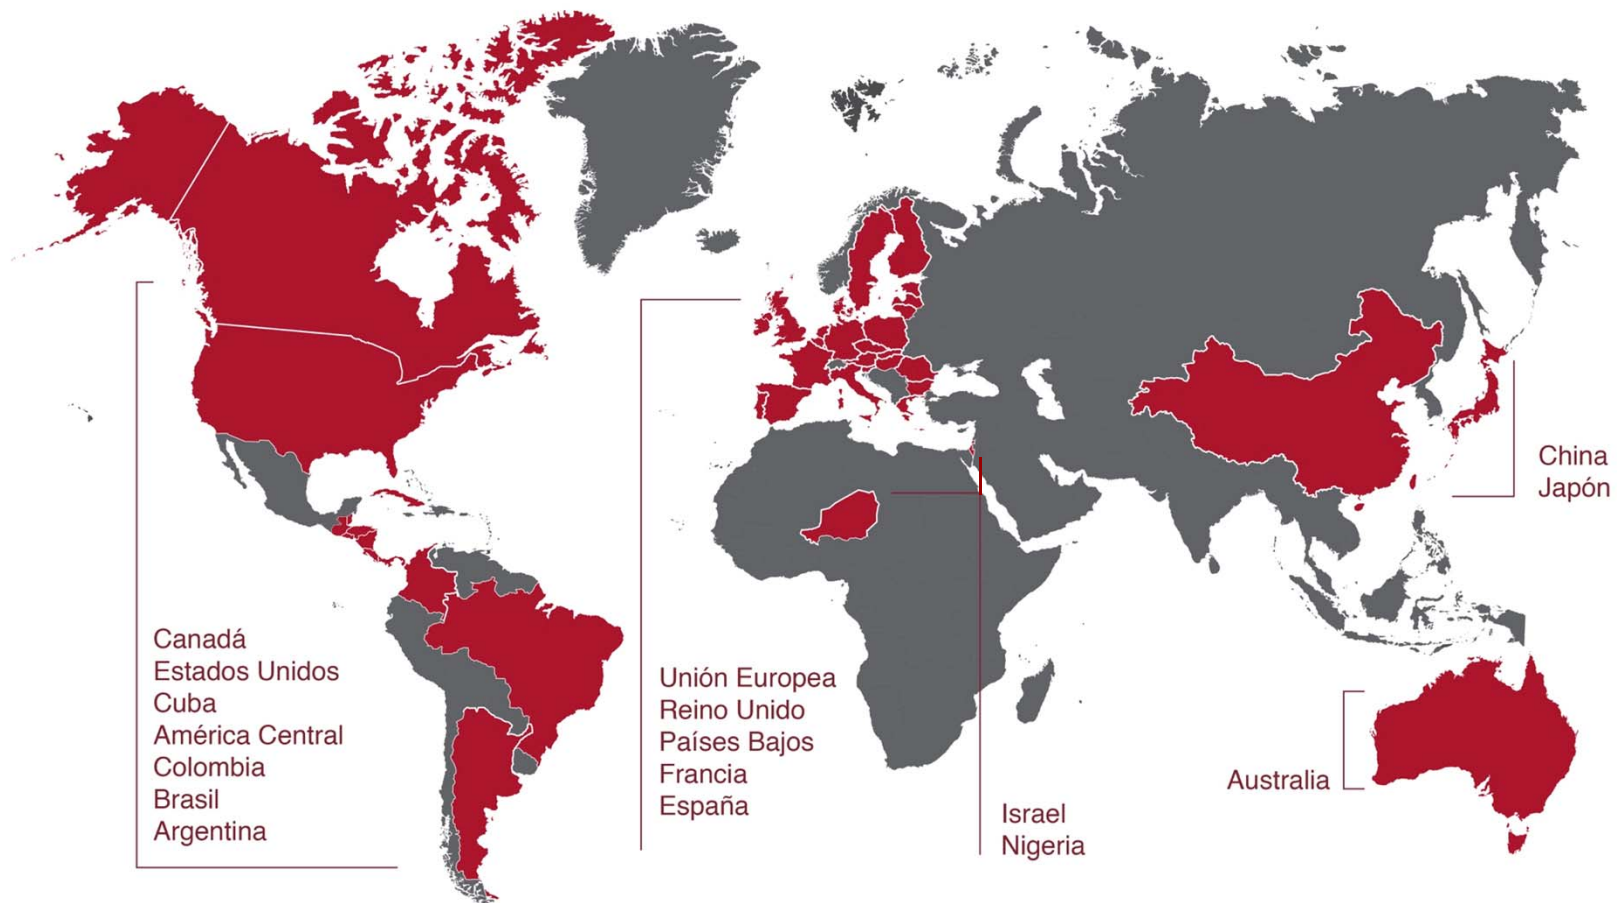 Canadá
Estados Unidos
Cuba
América Central
Colombia
Brasil
Argentina
Unión Europea
Reino Unido
Países Bajos
Francia
España
Israel
Nigeria
China
Japón
Australia